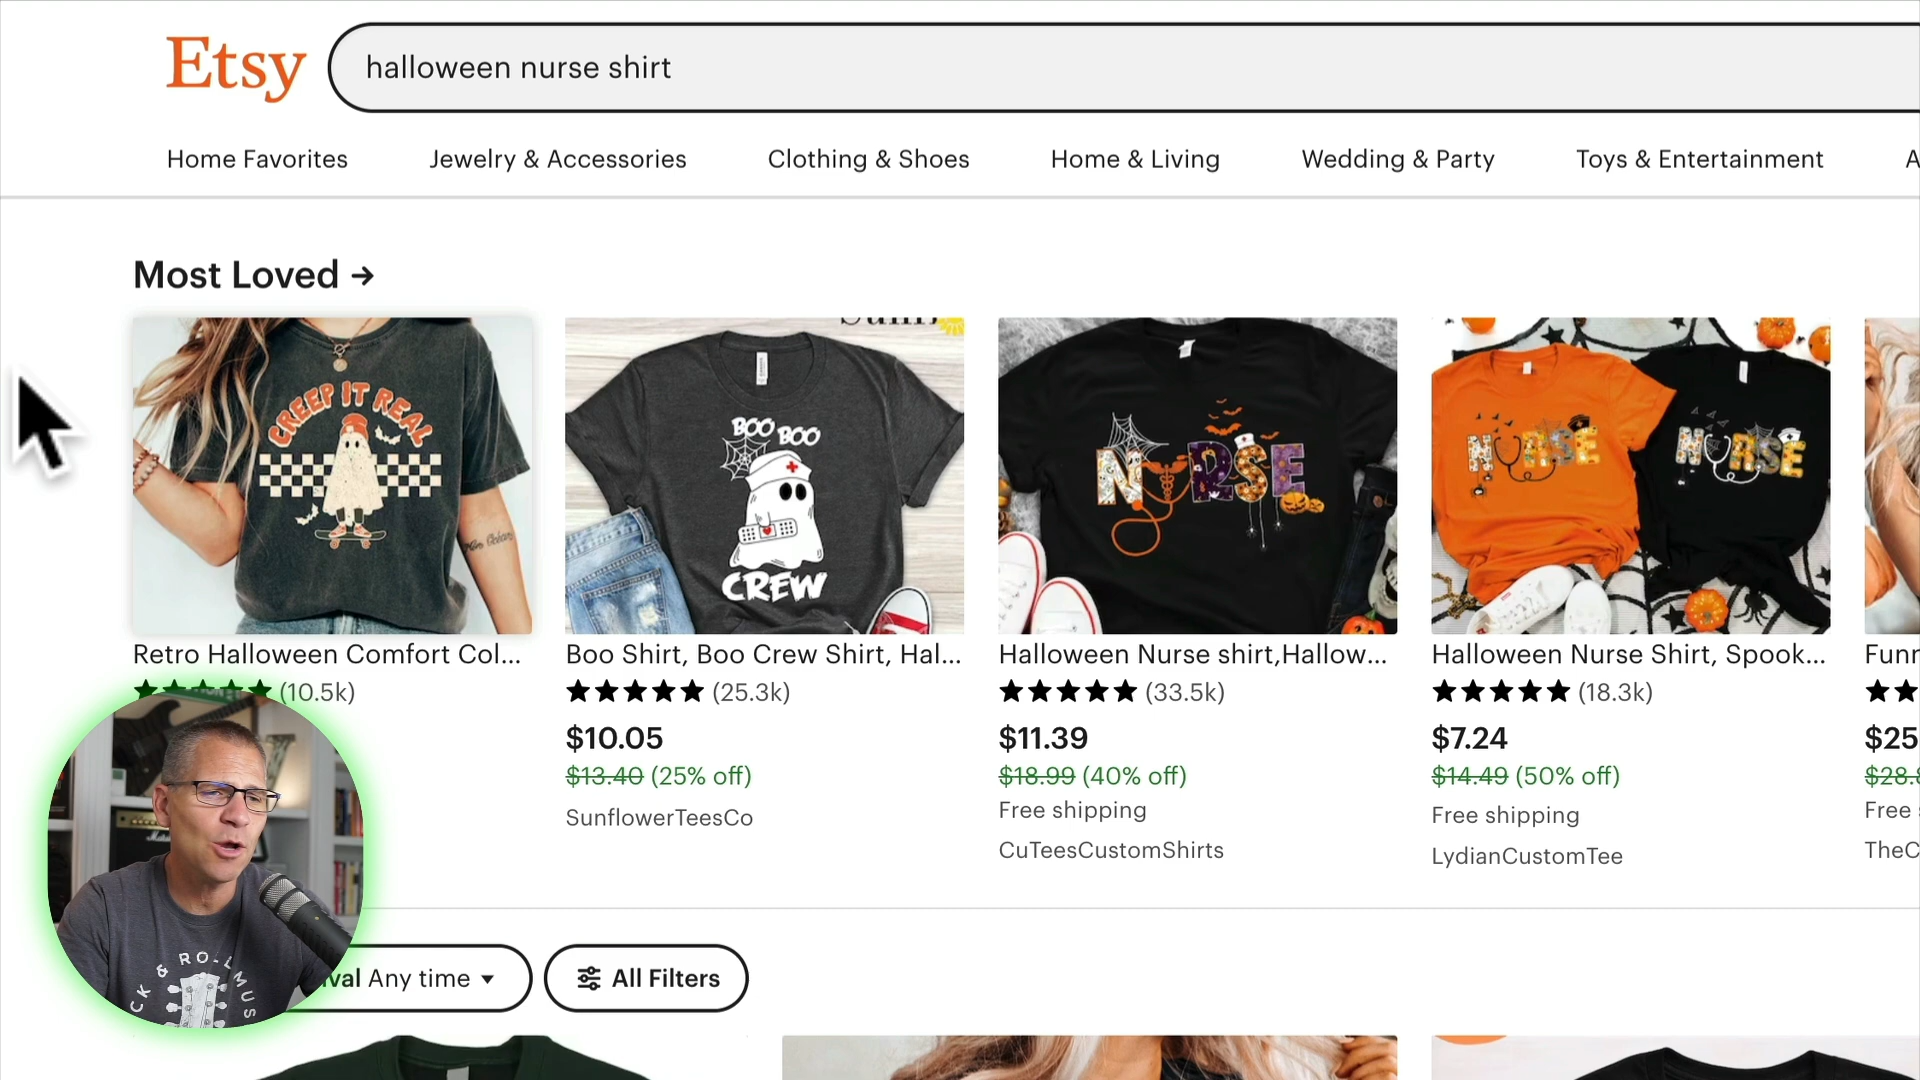 Etsy
halloween nurse shirt
Home Favorites
Jewelry & Accessories
Clothing & Shoes
Home & Living
Wedding & Party
Toys & Entertainment
A
Most Loved →
CREEP IT REAL
BOO BOO
CREW
NURSE
NURSE
NURSE
Retro Halloween Comfort Col...
Boo Shirt, Boo Crew Shirt, Hal...
Halloween Nurse shirt,Hallow...
Halloween Nurse Shirt, Spook...
Funn
★★★★★ (10.5k)
★★★★★ (25.3k)
★★★★★ (33.5k)
★★★★★ (18.3k)
★★
$10.05
$11.39
$7.24
$25
$13.40 (25% off)
$18.99 (40% off)
$14.49 (50% off)
$28.8
Free shipping
Free shipping
Free
SunflowerTeesCo
CuTeesCustomShirts
LydianCustomTee
TheC
CK & ROLL MUS
val Any time
All Filters